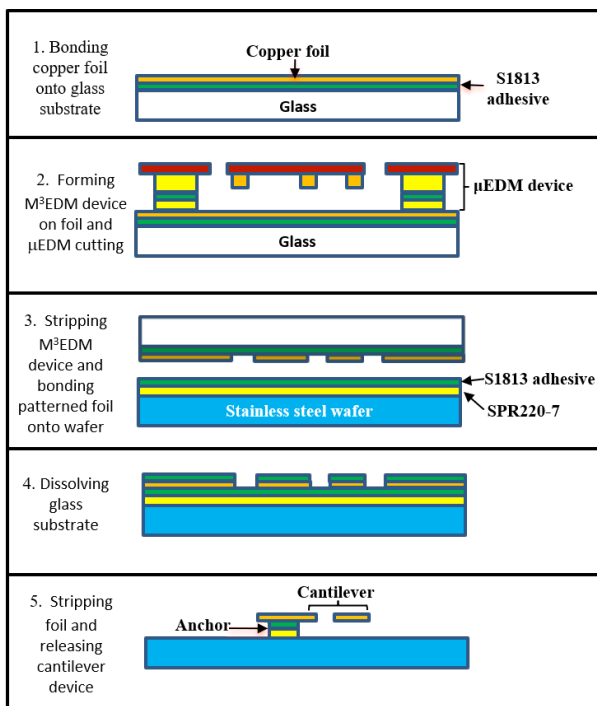 1. Bonding
copper foil
onto glass
substrate
Copper foil
S1813
adhesive
Glass
2. Forming
M³EDM device
on foil and
μEDM cutting
μEDM device
Glass
3. Stripping
M³EDM
device and
bonding
patterned foil
onto wafer
S1813 adhesive
SPR220-7
Stainless steel wafer
4. Dissolving
glass
substrate
5. Stripping
foil and
releasing
cantilever
device
Cantilever
Anchor